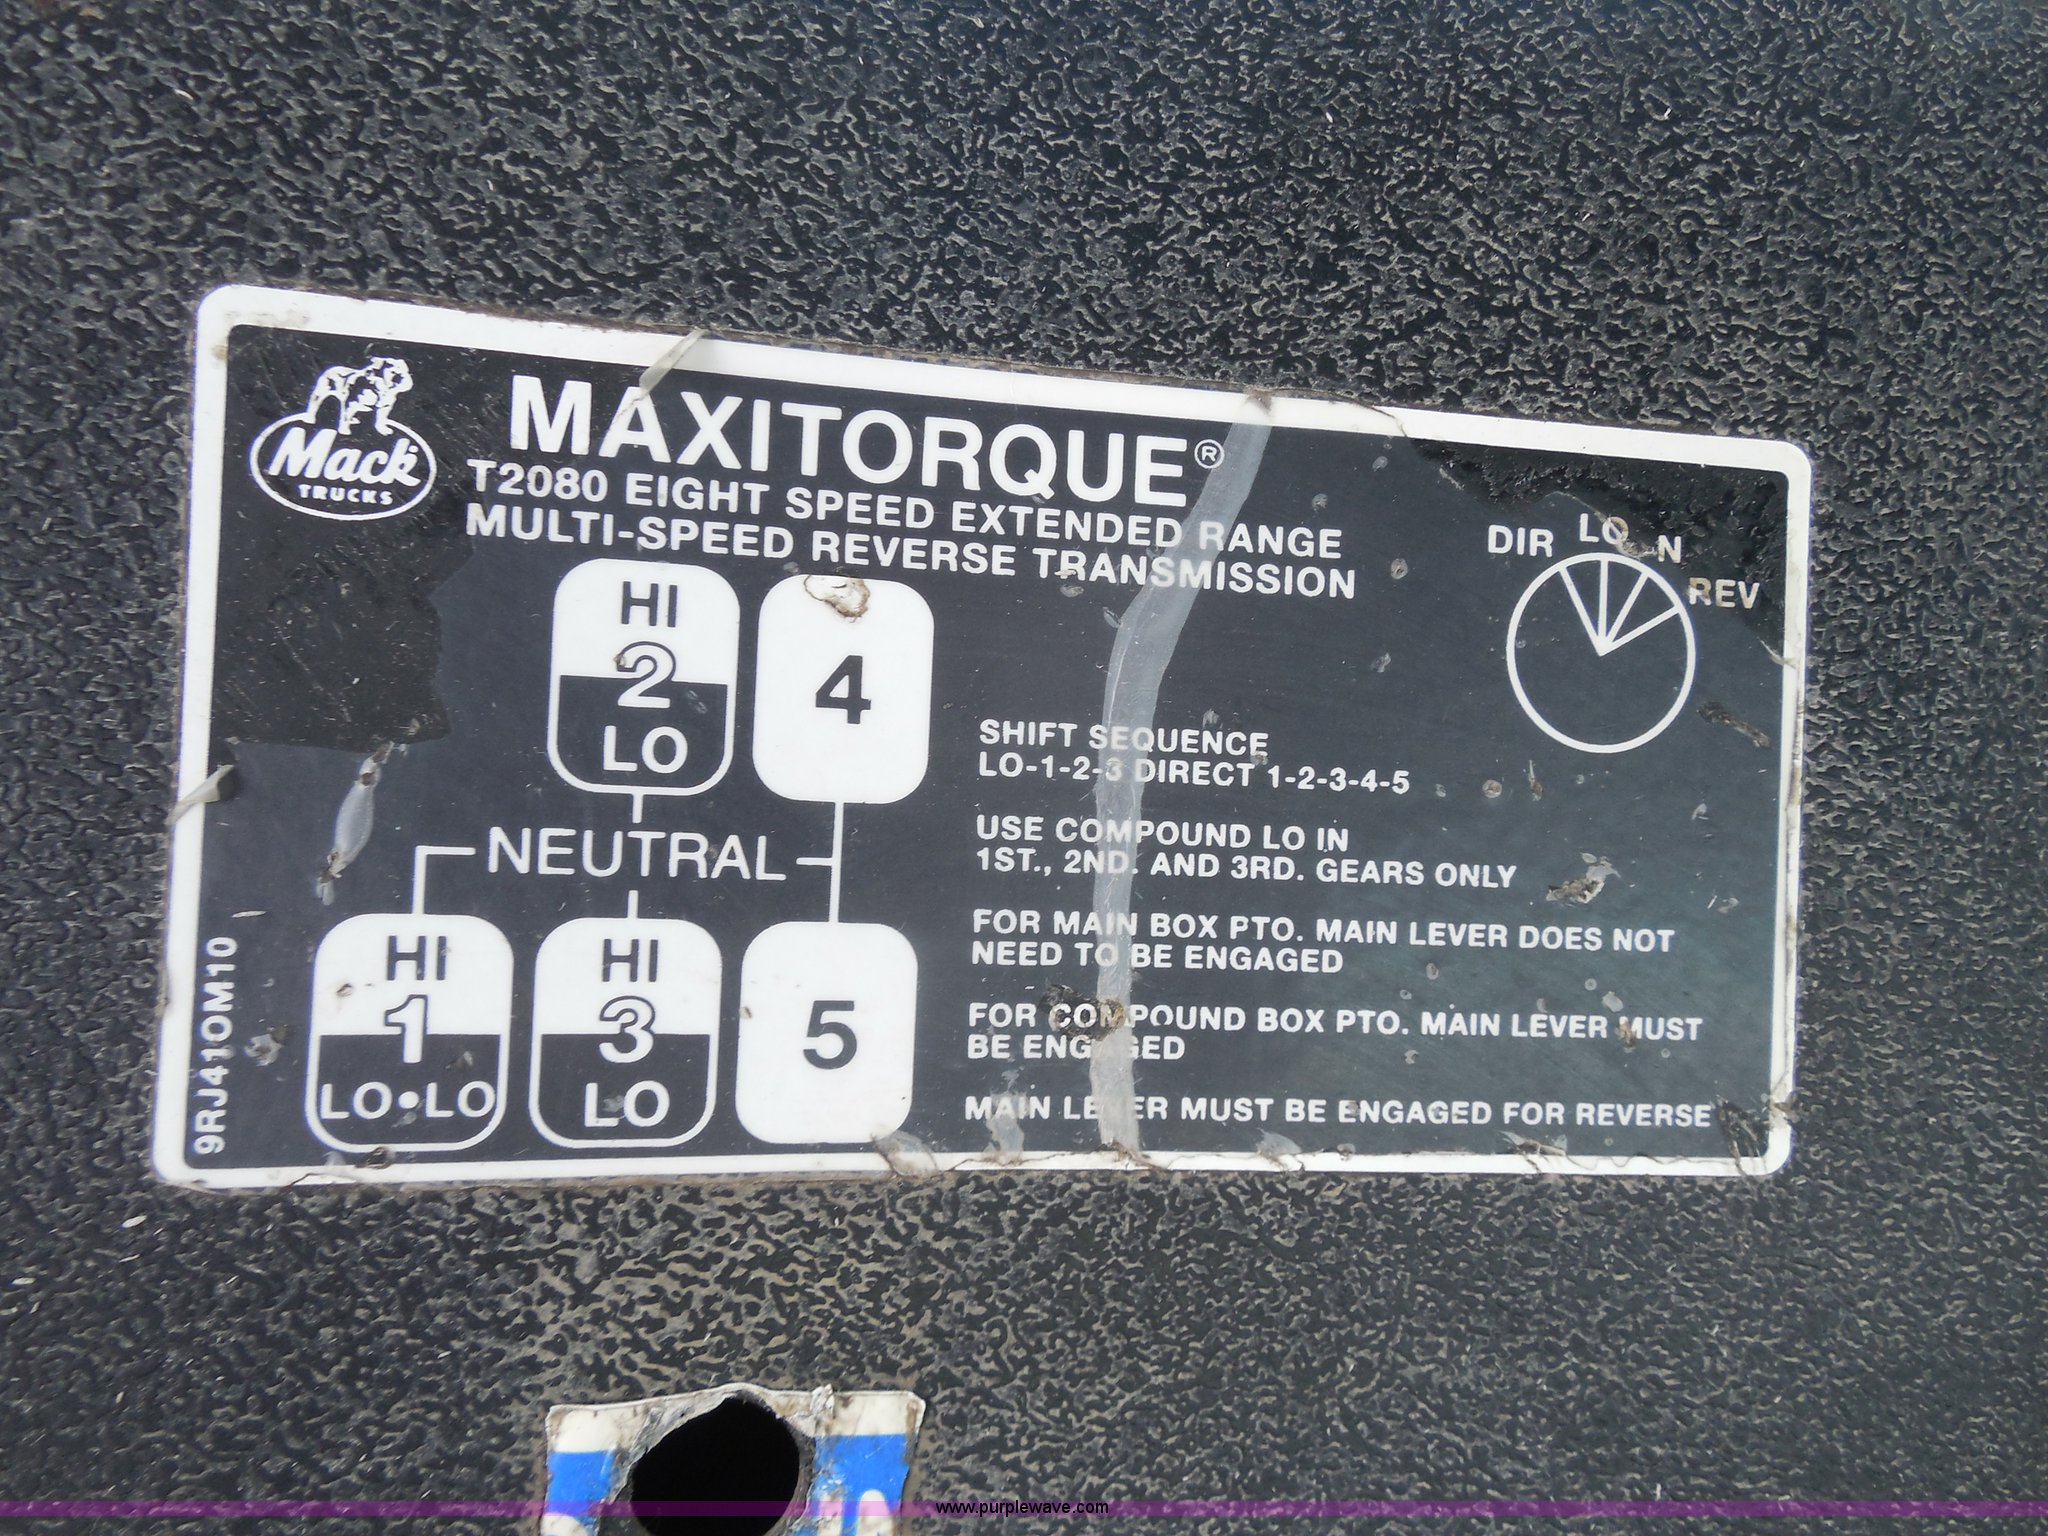 Mack
TRUCKS
MAXITORQUE®
T2080 EIGHT SPEED EXTENDED RANGE
MULTI-SPEED REVERSE TRANSMISSION
DIR LO N REV
HI
2
LO
4
NEUTRAL
HI
1
LO•LO
HI
3
LO
5
SHIFT SEQUENCE
LO-1-2-3 DIRECT 1-2-3-4-5
USE COMPOUND LO IN
1ST., 2ND. AND 3RD. GEARS ONLY
FOR MAIN BOX PTO. MAIN LEVER DOES NOT
NEED TO BE ENGAGED
FOR COMPOUND BOX PTO. MAIN LEVER MUST
BE ENGAGED
MAIN LEVER MUST BE ENGAGED FOR REVERSE
9RJ41OM10
www.purplewave.com